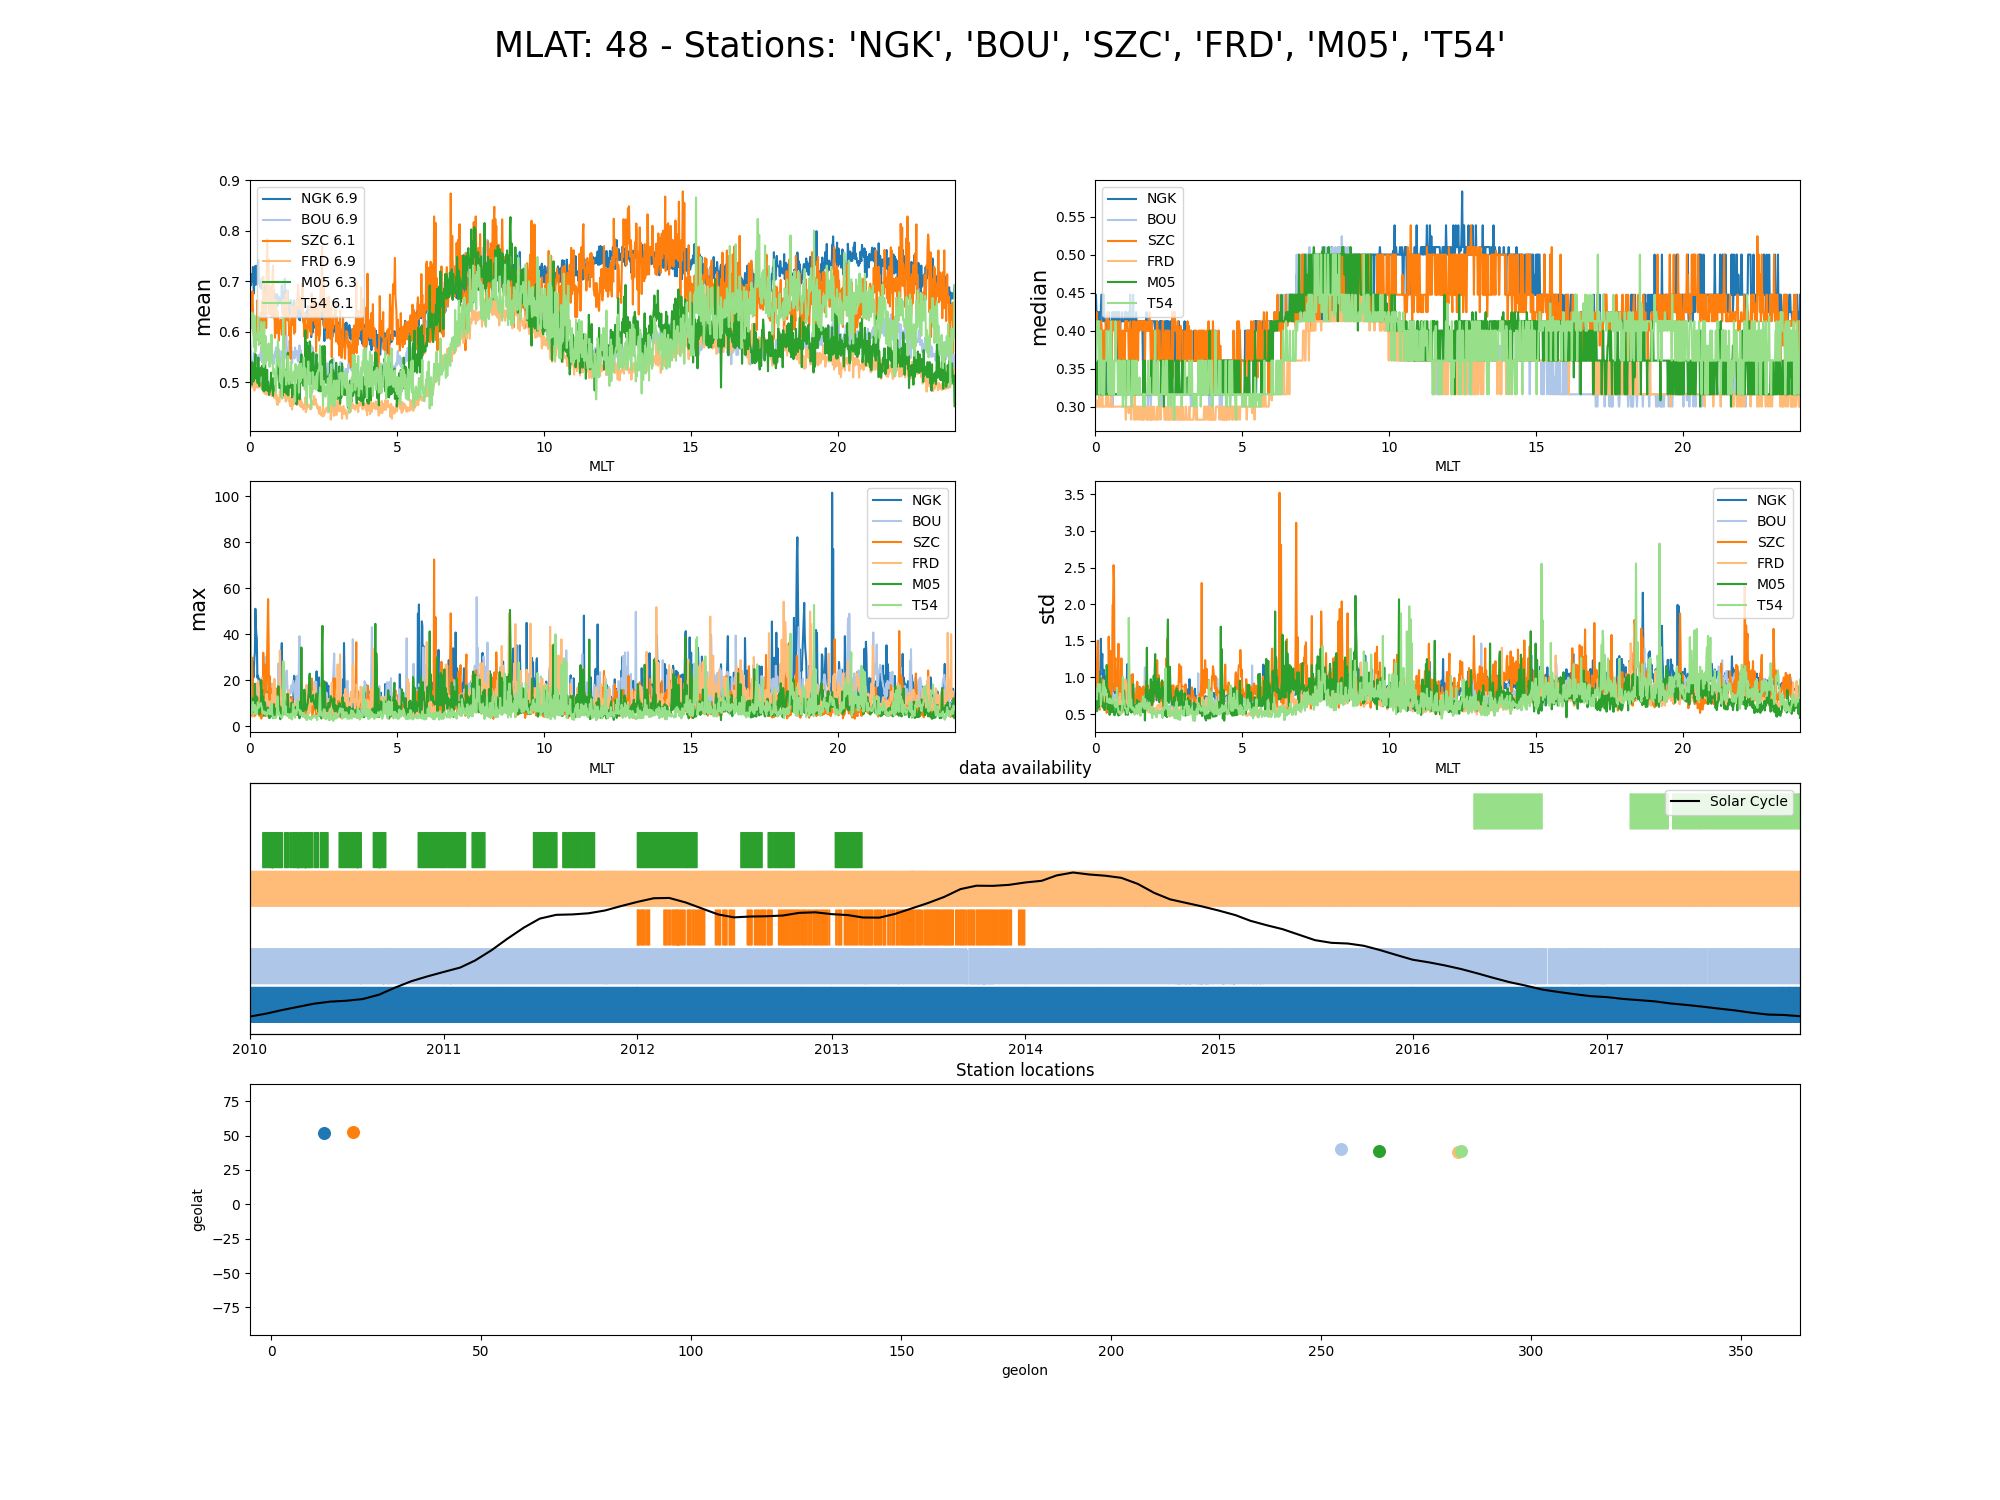 MLAT: 48 - Stations: 'NGK', 'BOU', 'SZC', 'FRD', 'M05', 'T54'
mean
0.9
0.8
0.7
0.6
0.5
NGK 6.9
BOU 6.9
SZC 6.1
FRD 6.9
M05 6.3
T54 6.1
0 5 10 15 20
MLT
median
0.55
0.50
0.45
0.40
0.35
0.30
NGK
BOU
SZC
FRD
M05
T54
0 5 10 15 20
MLT
max
100
80
60
40
20
0
NGK
BOU
SZC
FRD
M05
T54
0 5 10 15 20
MLT
std
3.5
3.0
2.5
2.0
1.5
1.0
0.5
NGK
BOU
SZC
FRD
M05
T54
0 5 10 15 20
MLT
data availability
Solar Cycle
2010 2011 2012 2013 2014 2015 2016 2017
Station locations
geolat
75
50
25
0
−25
−50
−75
0 50 100 150 200 250 300 350
geolon